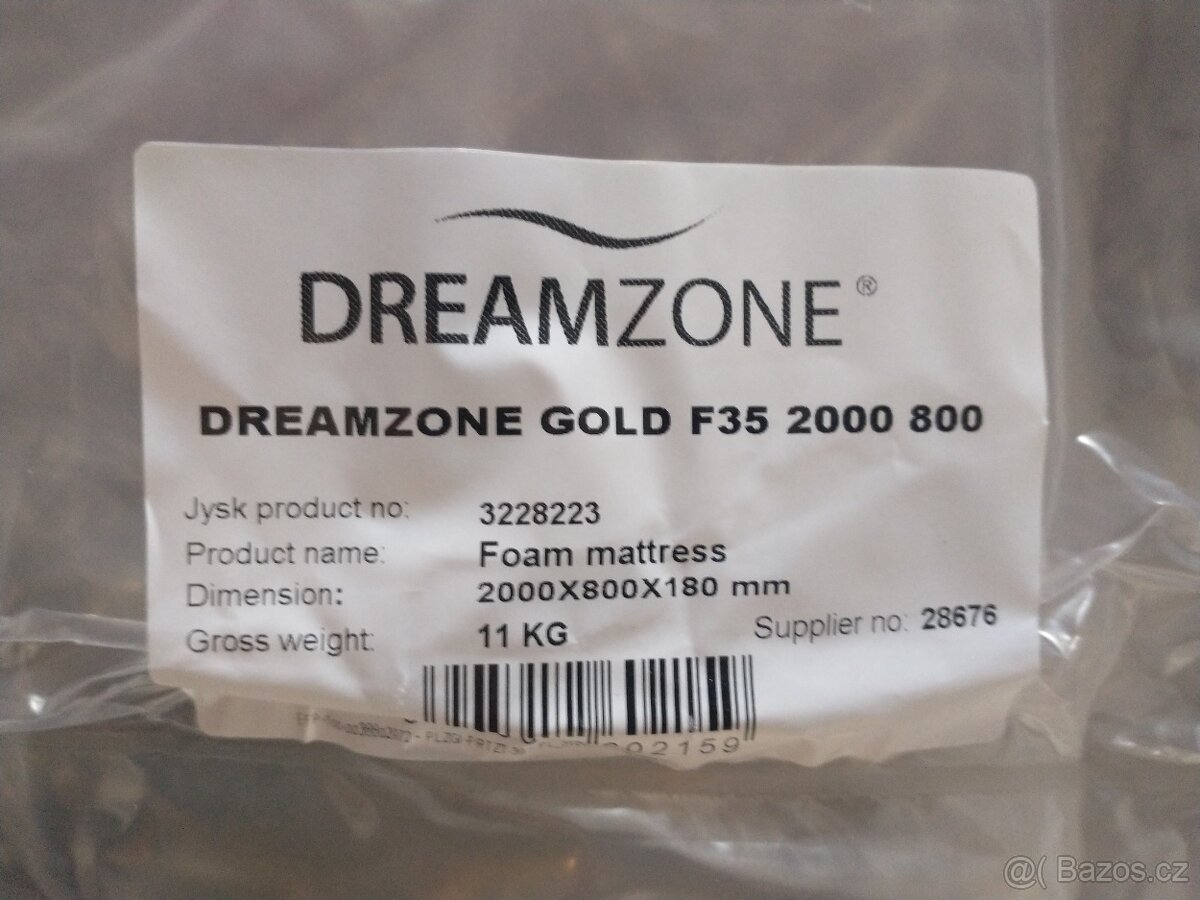 DREAMZONE®
DREAMZONE GOLD F35 2000 800
Jysk product no: 3228223
Product name: Foam mattress
Dimension: 2000X800X180 mm
Gross weight: 11 KG
Supplier no: 28676
02159
@( Bazos.cz